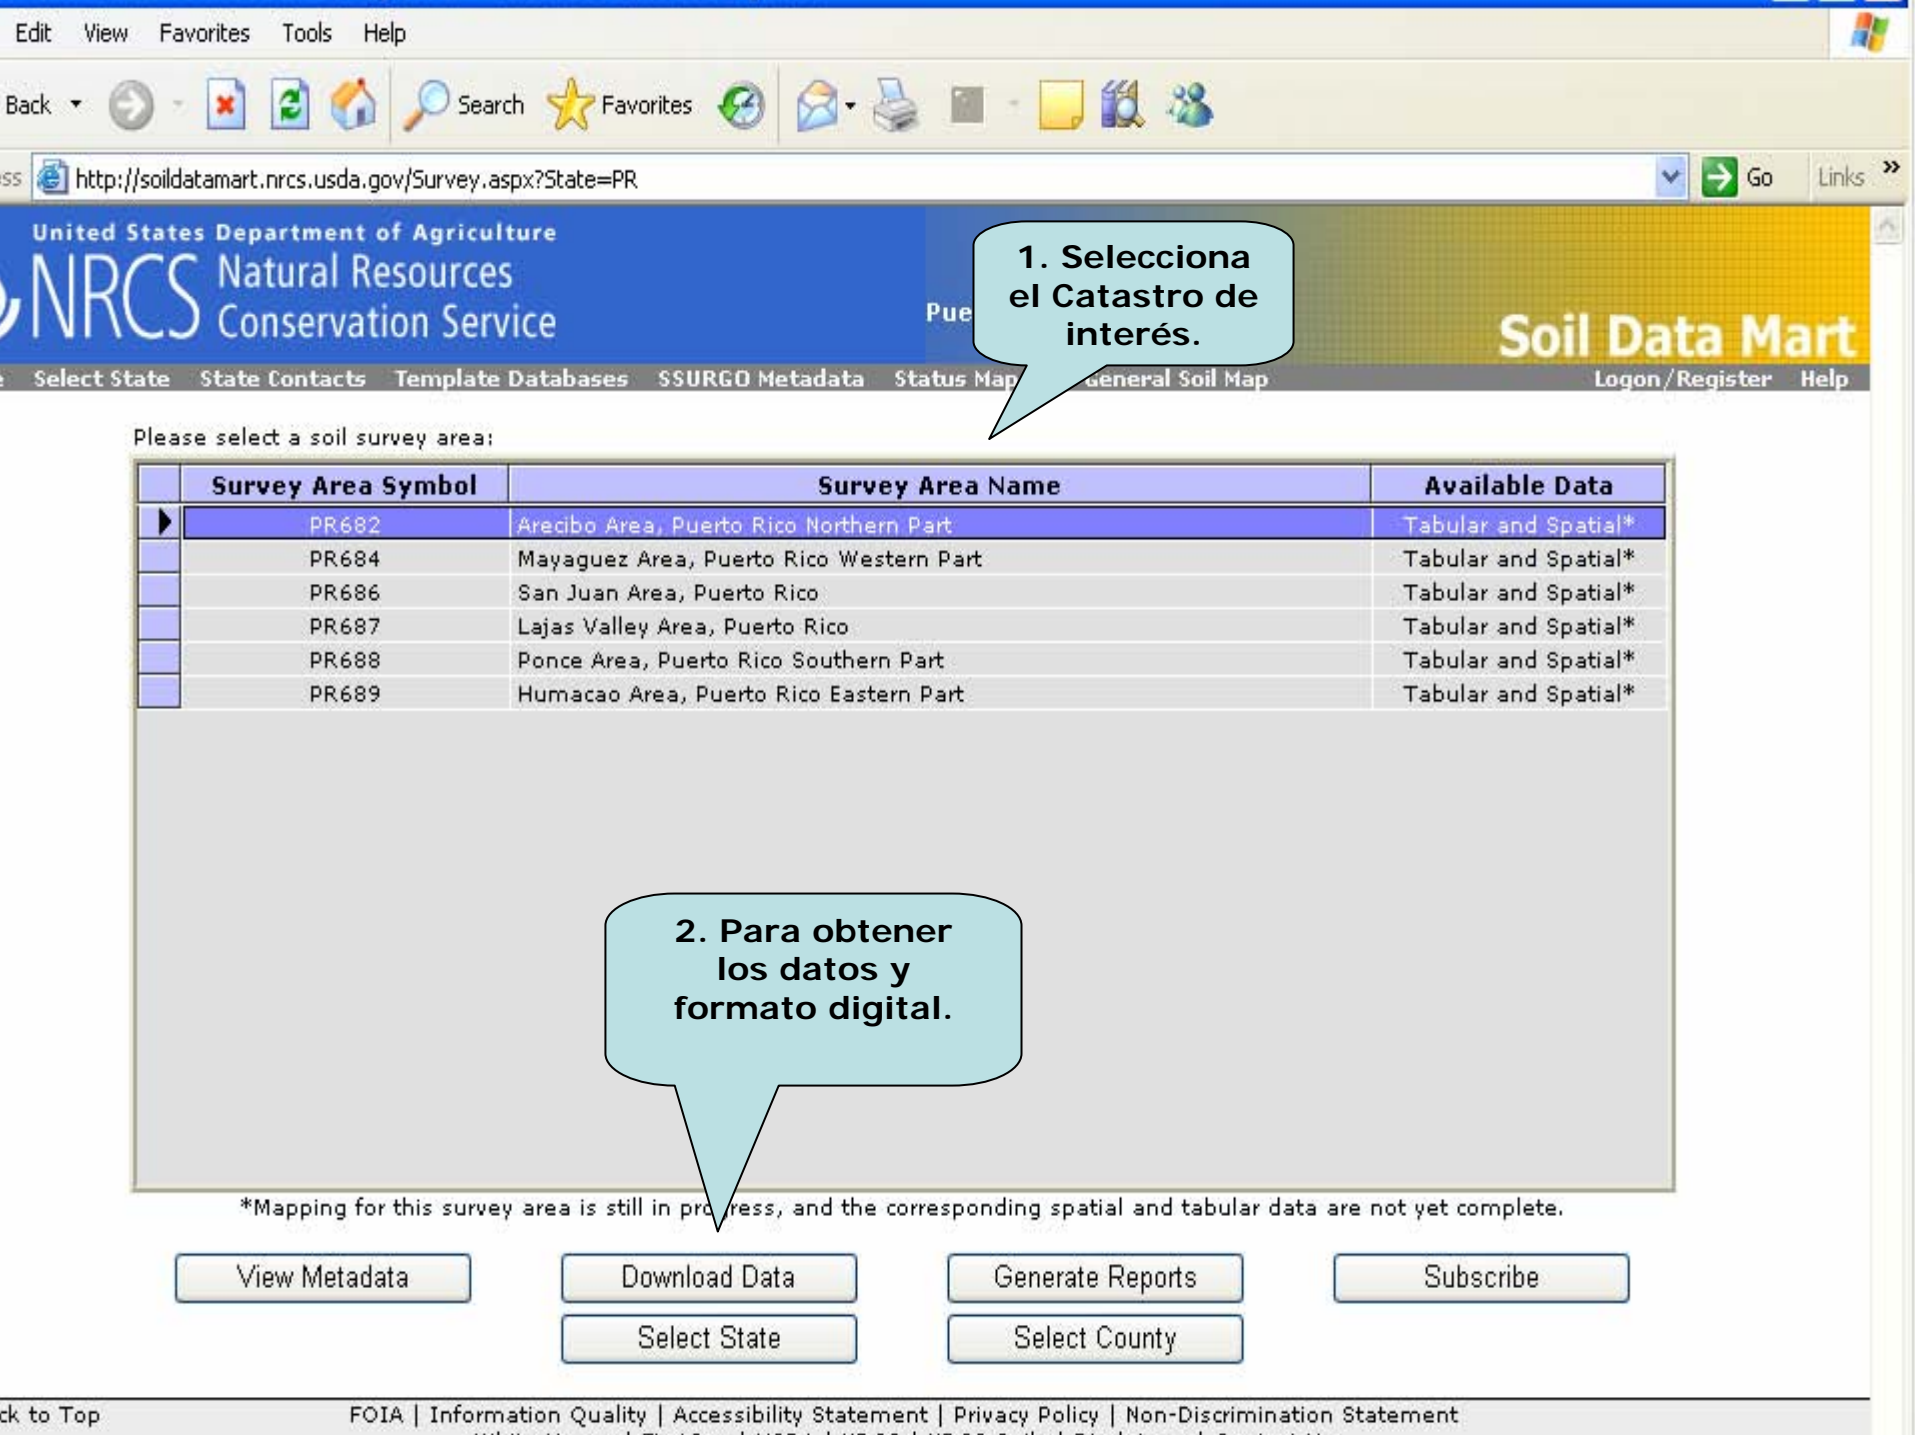 Edit View Favorites Tools Help
Back Search Favorites
http://soildatamart.nrcs.usda.gov/Survey.aspx?State=PR Go Links »
United States Department of Agriculture
NRCS Natural Resources
Conservation Service
1. Selecciona
el Catastro de
interés.
Soil Data Mart
Select State State Contacts Template Databases SSURGO Metadata Status Map General Soil Map Logon/Register Help
Please select a soil survey area:
Survey Area Symbol Survey Area Name Available Data
PR682 Arecibo Area, Puerto Rico Northern Part Tabular and Spatial*
PR684 Mayaguez Area, Puerto Rico Western Part Tabular and Spatial*
PR686 San Juan Area, Puerto Rico Tabular and Spatial*
PR687 Lajas Valley Area, Puerto Rico Tabular and Spatial*
PR688 Ponce Area, Puerto Rico Southern Part Tabular and Spatial*
PR689 Humacao Area, Puerto Rico Eastern Part Tabular and Spatial*
2. Para obtener
los datos y
formato digital.
*Mapping for this survey area is still in progress, and the corresponding spatial and tabular data are not yet complete.
View Metadata Download Data Generate Reports Subscribe
Select State Select County
to Top FOIA | Information Quality | Accessibility Statement | Privacy Policy | Non-Discrimination Statement